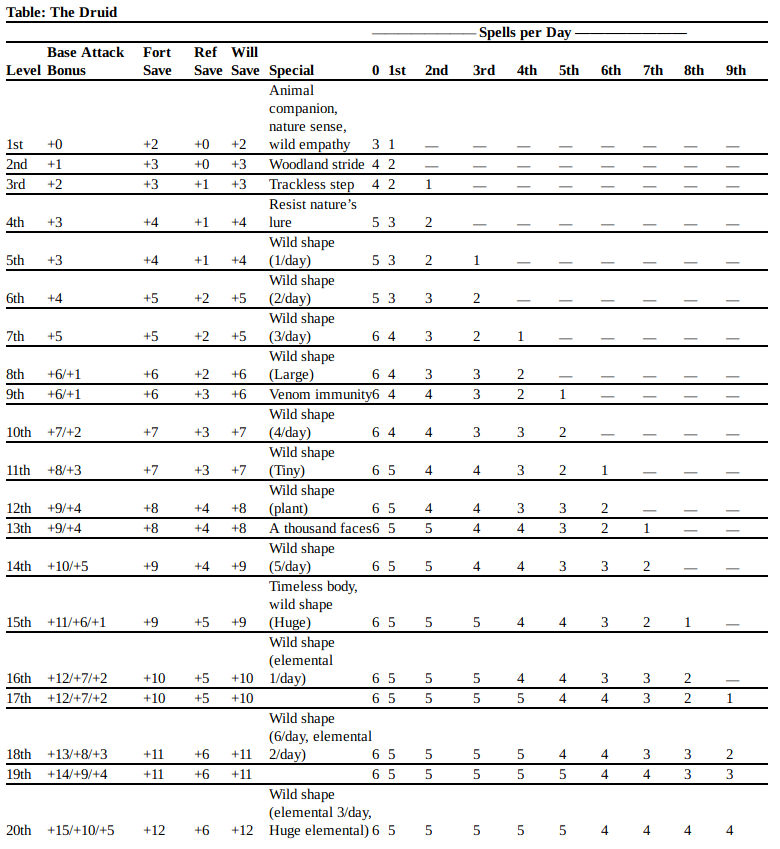 Table: The Druid
—————————— Spells per Day ——————————
Base Attack Fort Ref Will
Level Bonus Save Save Save Special 0 1st 2nd 3rd 4th 5th 6th 7th 8th 9th
Animal
companion,
nature sense,
1st +0 +2 +0 +2 wild empathy 3 1 — — — — — — — —
2nd +1 +3 +0 +3 Woodland stride 4 2 — — — — — — — —
3rd +2 +3 +1 +3 Trackless step 4 2 1 — — — — — — —
Resist nature’s
4th +3 +4 +1 +4 lure 5 3 2 — — — — — — —
Wild shape
5th +3 +4 +1 +4 (1/day) 5 3 2 1 — — — — — —
Wild shape
6th +4 +5 +2 +5 (2/day) 5 3 3 2 — — — — — —
Wild shape
7th +5 +5 +2 +5 (3/day) 6 4 3 2 1 — — — — —
Wild shape
8th +6/+1 +6 +2 +6 (Large) 6 4 3 3 2 — — — — —
9th +6/+1 +6 +3 +6 Venom immunity 6 4 4 3 2 1 — — — —
Wild shape
10th +7/+2 +7 +3 +7 (4/day) 6 4 4 3 3 2 — — — —
Wild shape
11th +8/+3 +7 +3 +7 (Tiny) 6 5 4 4 3 2 1 — — —
Wild shape
12th +9/+4 +8 +4 +8 (plant) 6 5 4 4 3 3 2 — — —
13th +9/+4 +8 +4 +8 A thousand faces 6 5 5 4 4 3 2 1 — —
Wild shape
14th +10/+5 +9 +4 +9 (5/day) 6 5 5 4 4 3 3 2 — —
Timeless body,
wild shape
15th +11/+6/+1 +9 +5 +9 (Huge) 6 5 5 5 4 4 3 2 1 —
Wild shape
(elemental
16th +12/+7/+2 +10 +5 +10 1/day) 6 5 5 5 4 4 3 3 2 —
17th +12/+7/+2 +10 +5 +10 6 5 5 5 5 4 4 3 2 1
Wild shape
(6/day, elemental
18th +13/+8/+3 +11 +6 +11 2/day) 6 5 5 5 5 4 4 3 3 2
19th +14/+9/+4 +11 +6 +11 6 5 5 5 5 5 4 4 3 3
Wild shape
(elemental 3/day,
20th +15/+10/+5 +12 +6 +12 Huge elemental) 6 5 5 5 5 5 4 4 4 4